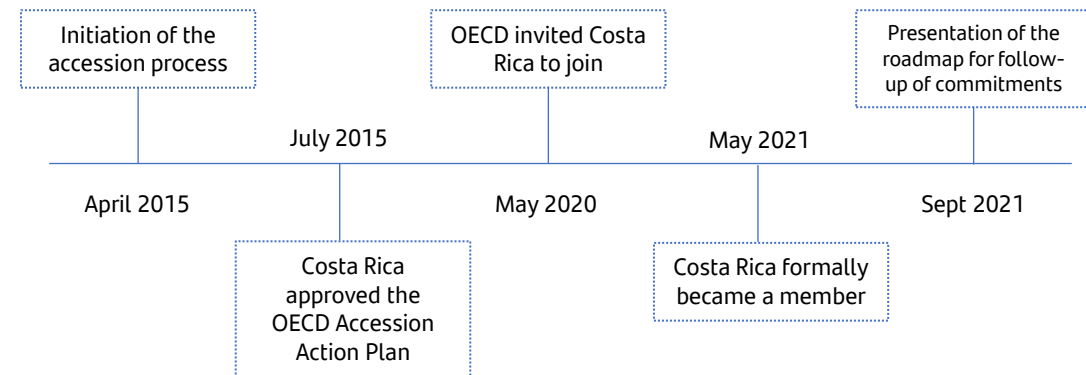 Initiation of the
accession process
OECD invited Costa
Rica to join
Presentation of the
roadmap for follow-
up of commitments
July 2015
May 2021
April 2015
May 2020
Sept 2021
Costa Rica
approved the
OECD Accession
Action Plan
Costa Rica formally
became a member